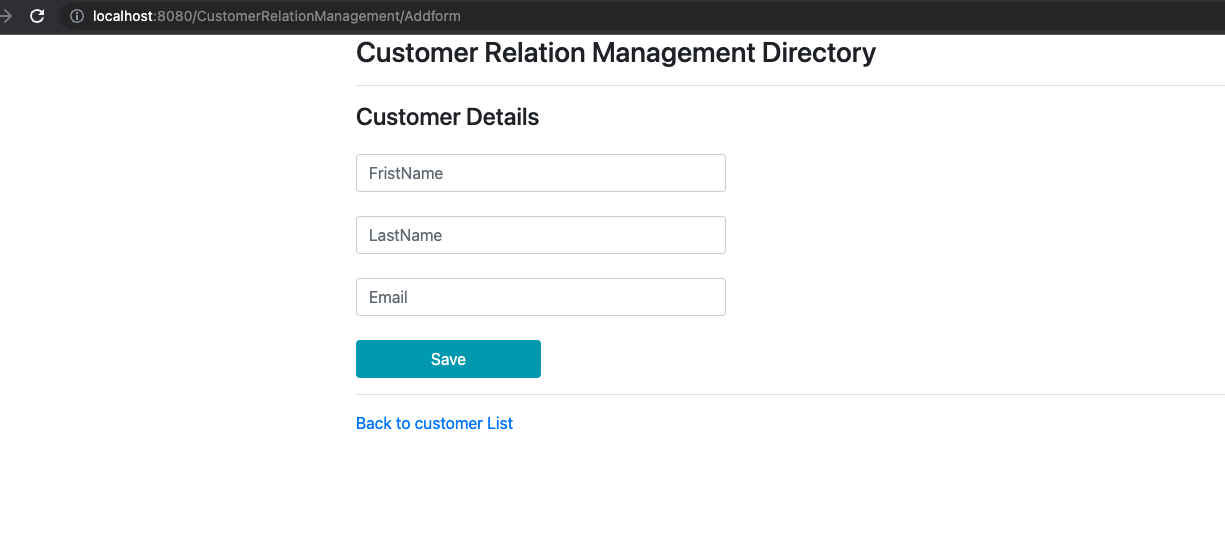 localhost:8080/CustomerRelationManagement/Addform
Customer Relation Management Directory
Customer Details
FristName
LastName
Email
Save
Back to customer List